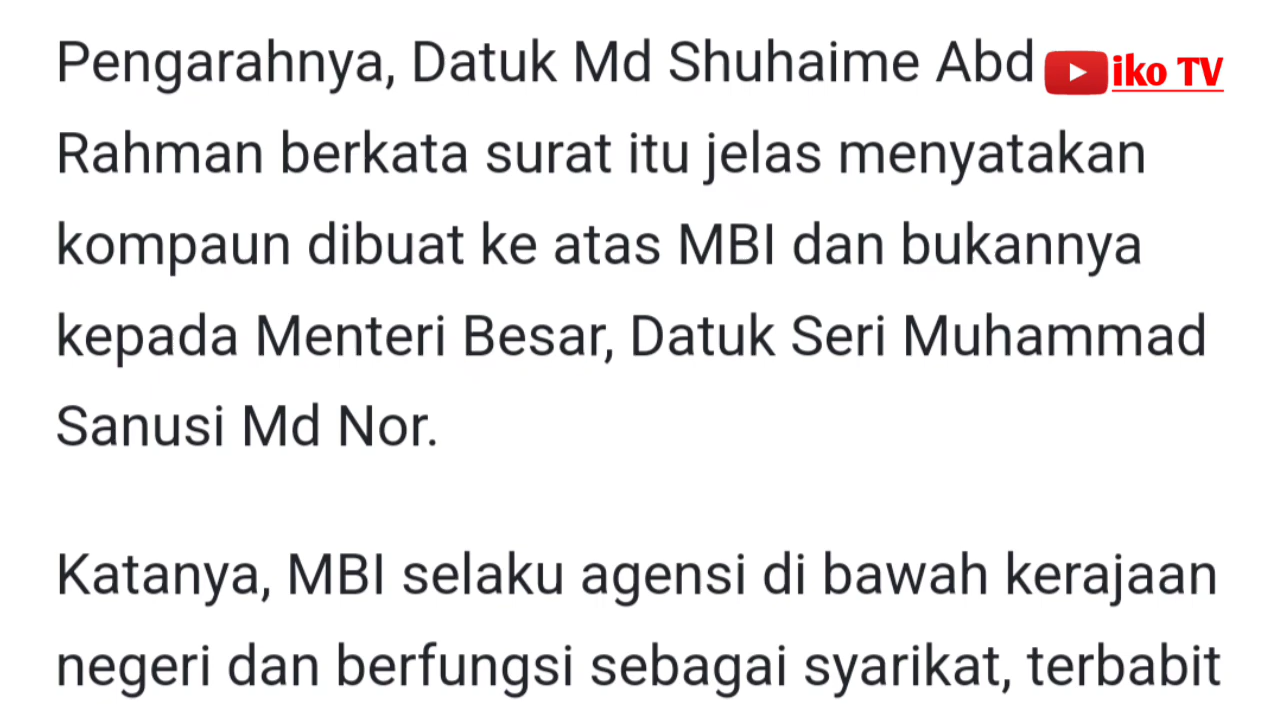 Pengarahnya, Datuk Md Shuhaime Abd
iko TV
Rahman berkata surat itu jelas menyatakan
kompaun dibuat ke atas MBI dan bukannya
kepada Menteri Besar, Datuk Seri Muhammad
Sanusi Md Nor.
Katanya, MBI selaku agensi di bawah kerajaan
negeri dan berfungsi sebagai syarikat, terbabit